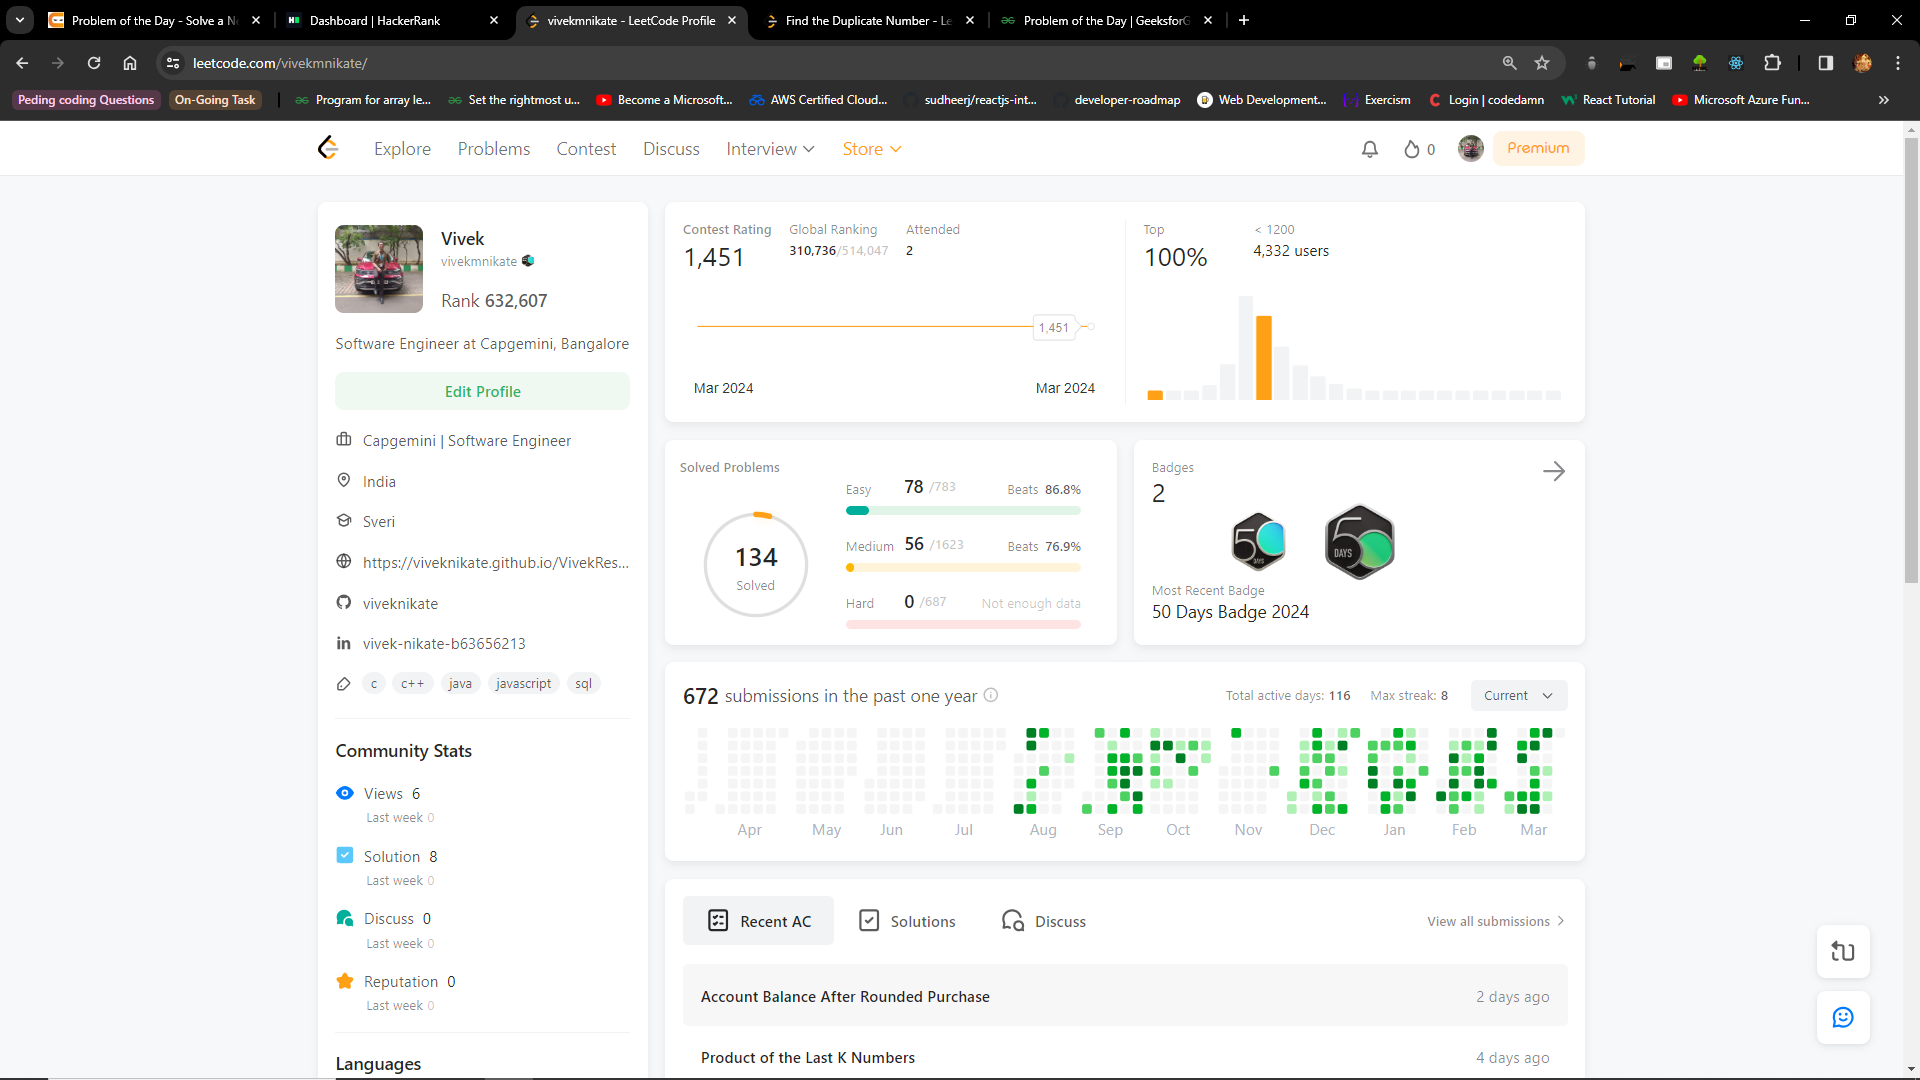 Problem of the Day - Solve a N
Dashboard | HackerRank
vivekmnikate - LeetCode Profile
Find the Duplicate Number - Le
Problem of the Day | GeeksforG
leetcode.com/vivekmnikate/
Peding coding Questions
On-Going Task
Program for array le...
Set the rightmost u...
Become a Microsoft...
AWS Certified Cloud...
sudheerj/reactjs-int...
developer-roadmap
Web Development...
Exercism
Login | codedamn
React Tutorial
Microsoft Azure Fun...
Explore
Problems
Contest
Discuss
Interview
Store
0
Premium
Vivek
vivekmnikate
Rank 632,607
Software Engineer at Capgemini, Bangalore
Edit Profile
Capgemini | Software Engineer
India
Sveri
https://viveknikate.github.io/VivekRes...
viveknikate
vivek-nikate-b63656213
c
c++
java
javascript
sql
Community Stats
Views 6
Last week 0
Solution 8
Last week 0
Discuss 0
Last week 0
Reputation 0
Last week 0
Languages
Contest Rating
1,451
Global Ranking
310,736/514,047
Attended
2
1,451
Mar 2024
Mar 2024
Top
100%
< 1200
4,332 users
Solved Problems
134
Solved
Easy 78 /783 Beats 86.8%
Medium 56 /1623 Beats 76.9%
Hard 0 /687 Not enough data
Badges
2
50
DAYS
50
DAYS
Most Recent Badge
50 Days Badge 2024
672 submissions in the past one year
Total active days: 116
Max streak: 8
Current
Apr May Jun Jul Aug Sep Oct Nov Dec Jan Feb Mar
Recent AC
Solutions
Discuss
View all submissions
Account Balance After Rounded Purchase
2 days ago
Product of the Last K Numbers
4 days ago